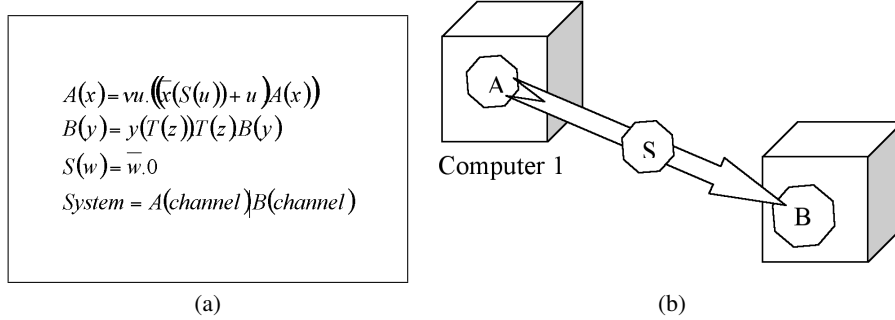 A(x) = νu.((x̅(S(u)) + u)A(x))
B(y) = y(T(z))T(z)B(y)
S(w) = w̅.0
System = A(channel)|B(channel)
(a)
A
Computer 1
S
B
(b)